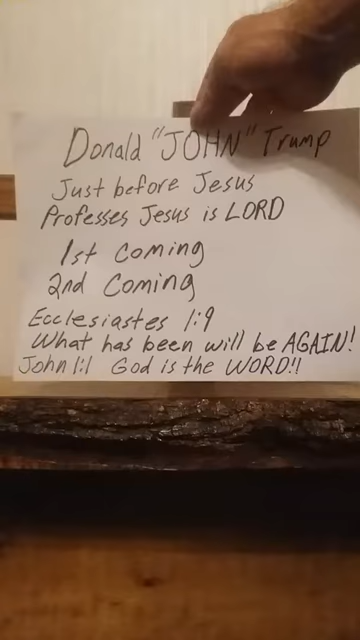 Donald "JOHN" Trump
Just before Jesus
Professes Jesus is LORD
1st Coming
2nd Coming
Ecclesiastes 1:9
What has been will be AGAIN!
John 1:1 God is the WORD!!